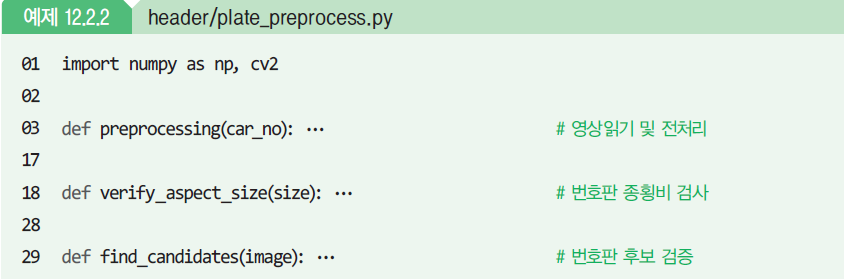 예제 12.2.2 header/plate_preprocess.py
01 import numpy as np, cv2
02
03 def preprocessing(car_no): ··· # 영상읽기 및 전처리
17
18 def verify_aspect_size(size): ··· # 번호판 종횡비 검사
28
29 def find_candidates(image): ··· # 번호판 후보 검증